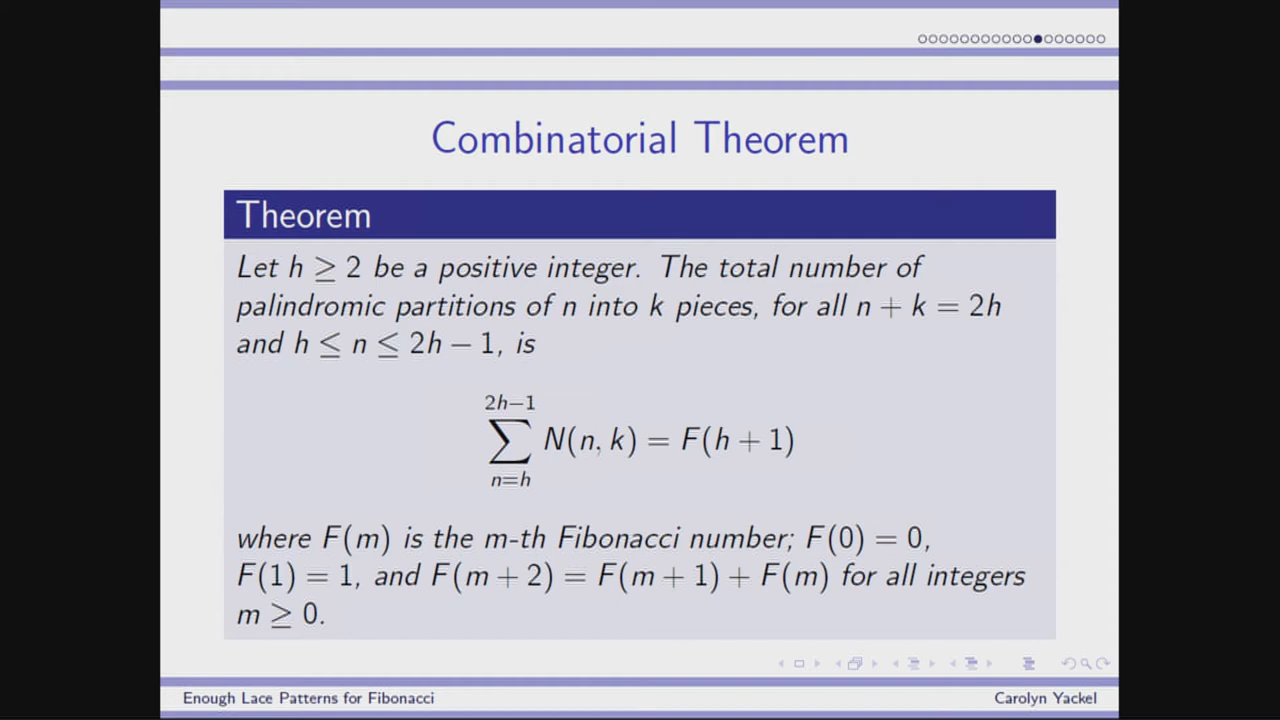 Combinatorial Theorem
Theorem
Let h ≥ 2 be a positive integer. The total number of
palindromic partitions of n into k pieces, for all n + k = 2h
and h ≤ n ≤ 2h − 1, is
2h−1
∑ N(n, k) = F(h + 1)
n=h
where F(m) is the m-th Fibonacci number; F(0) = 0,
F(1) = 1, and F(m + 2) = F(m + 1) + F(m) for all integers
m ≥ 0.
Enough Lace Patterns for Fibonacci
Carolyn Yackel